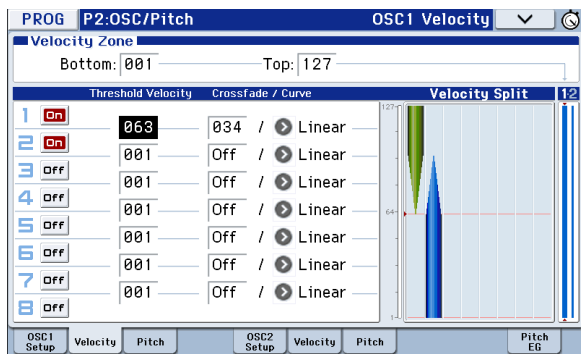 PROG P2:OSC/Pitch OSC1 Velocity
Velocity Zone
Bottom: 001 Top: 127
Threshold Velocity Crossfade / Curve Velocity Split 12
1 On
063 034 / Linear
2 On
001 Off / Linear
3 Off
001 Off / Linear
4 Off
001 Off / Linear
5 Off
001 Off / Linear
6 Off
001 Off / Linear
7 Off
001 Off / Linear
8 Off
127
64
1
OSC1 Setup Velocity Pitch OSC2 Setup Velocity Pitch Pitch EG